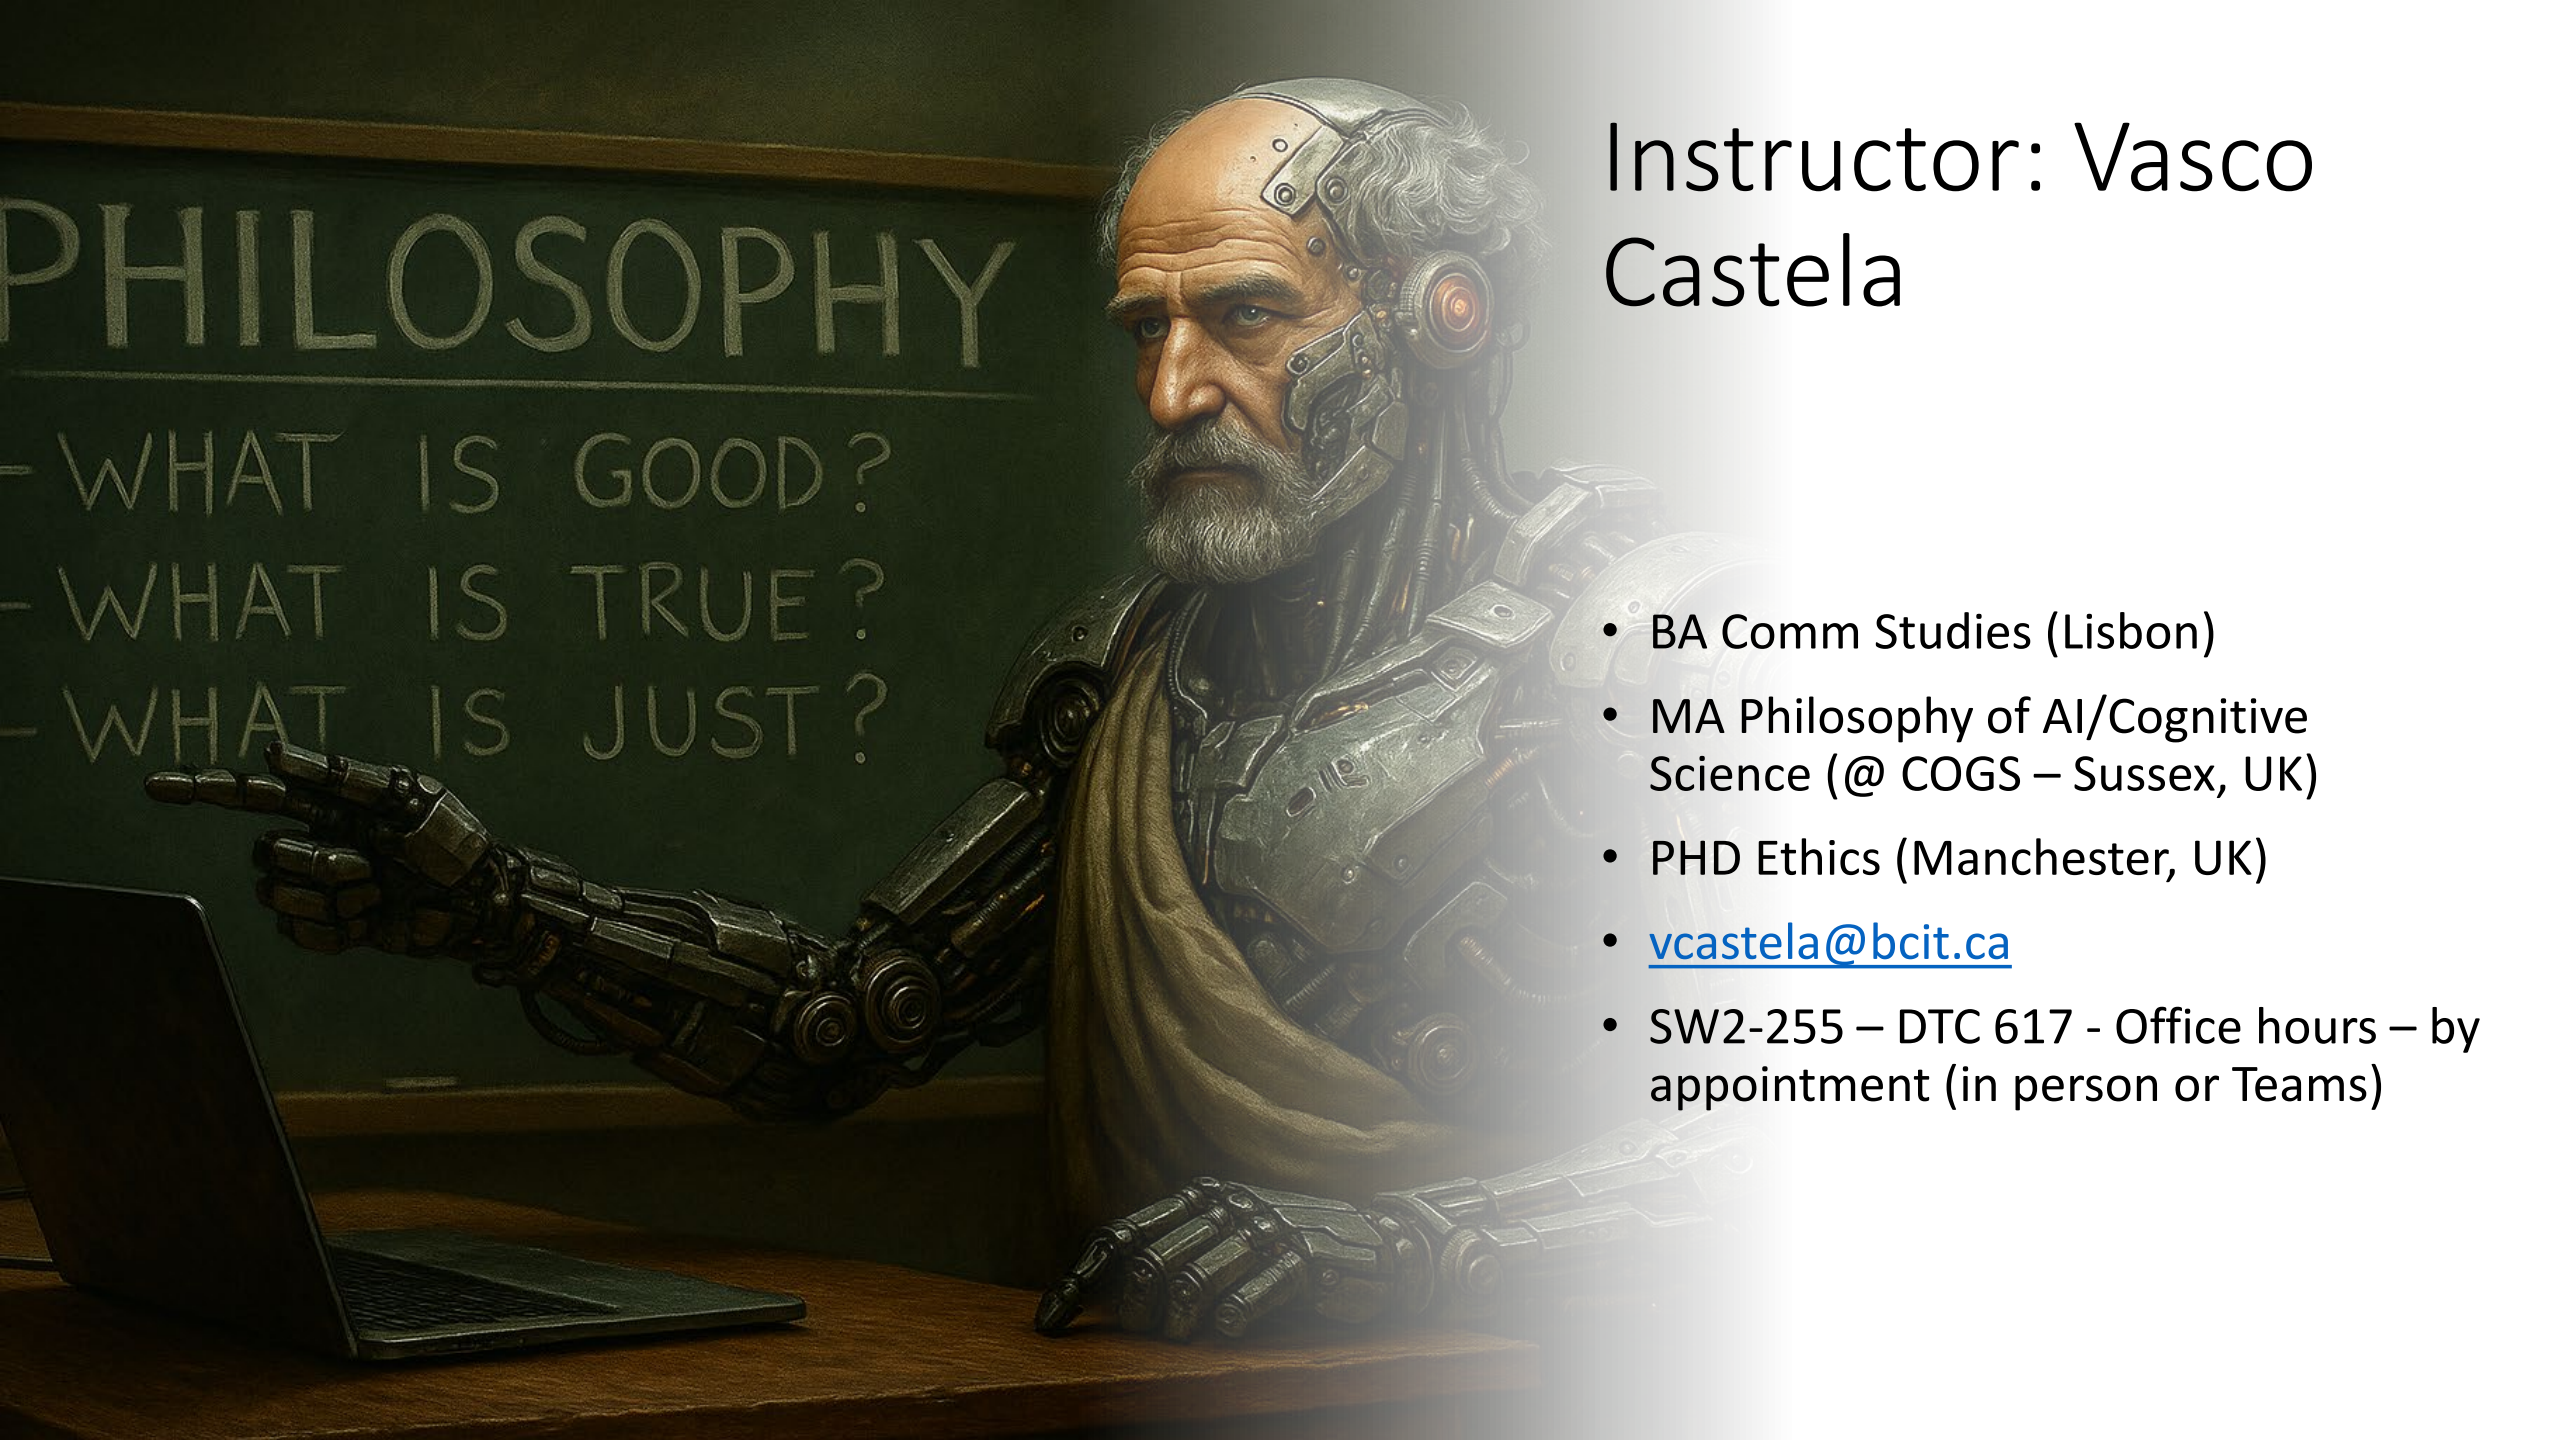 PHILOSOPHY
- WHAT IS GOOD?
- WHAT IS TRUE?
- WHAT IS JUST?
Instructor: Vasco
Castela
• BA Comm Studies (Lisbon)
• MA Philosophy of AI/Cognitive
Science (@ COGS – Sussex, UK)
• PHD Ethics (Manchester, UK)
• vcastela@bcit.ca
• SW2-255 – DTC 617 - Office hours – by
appointment (in person or Teams)